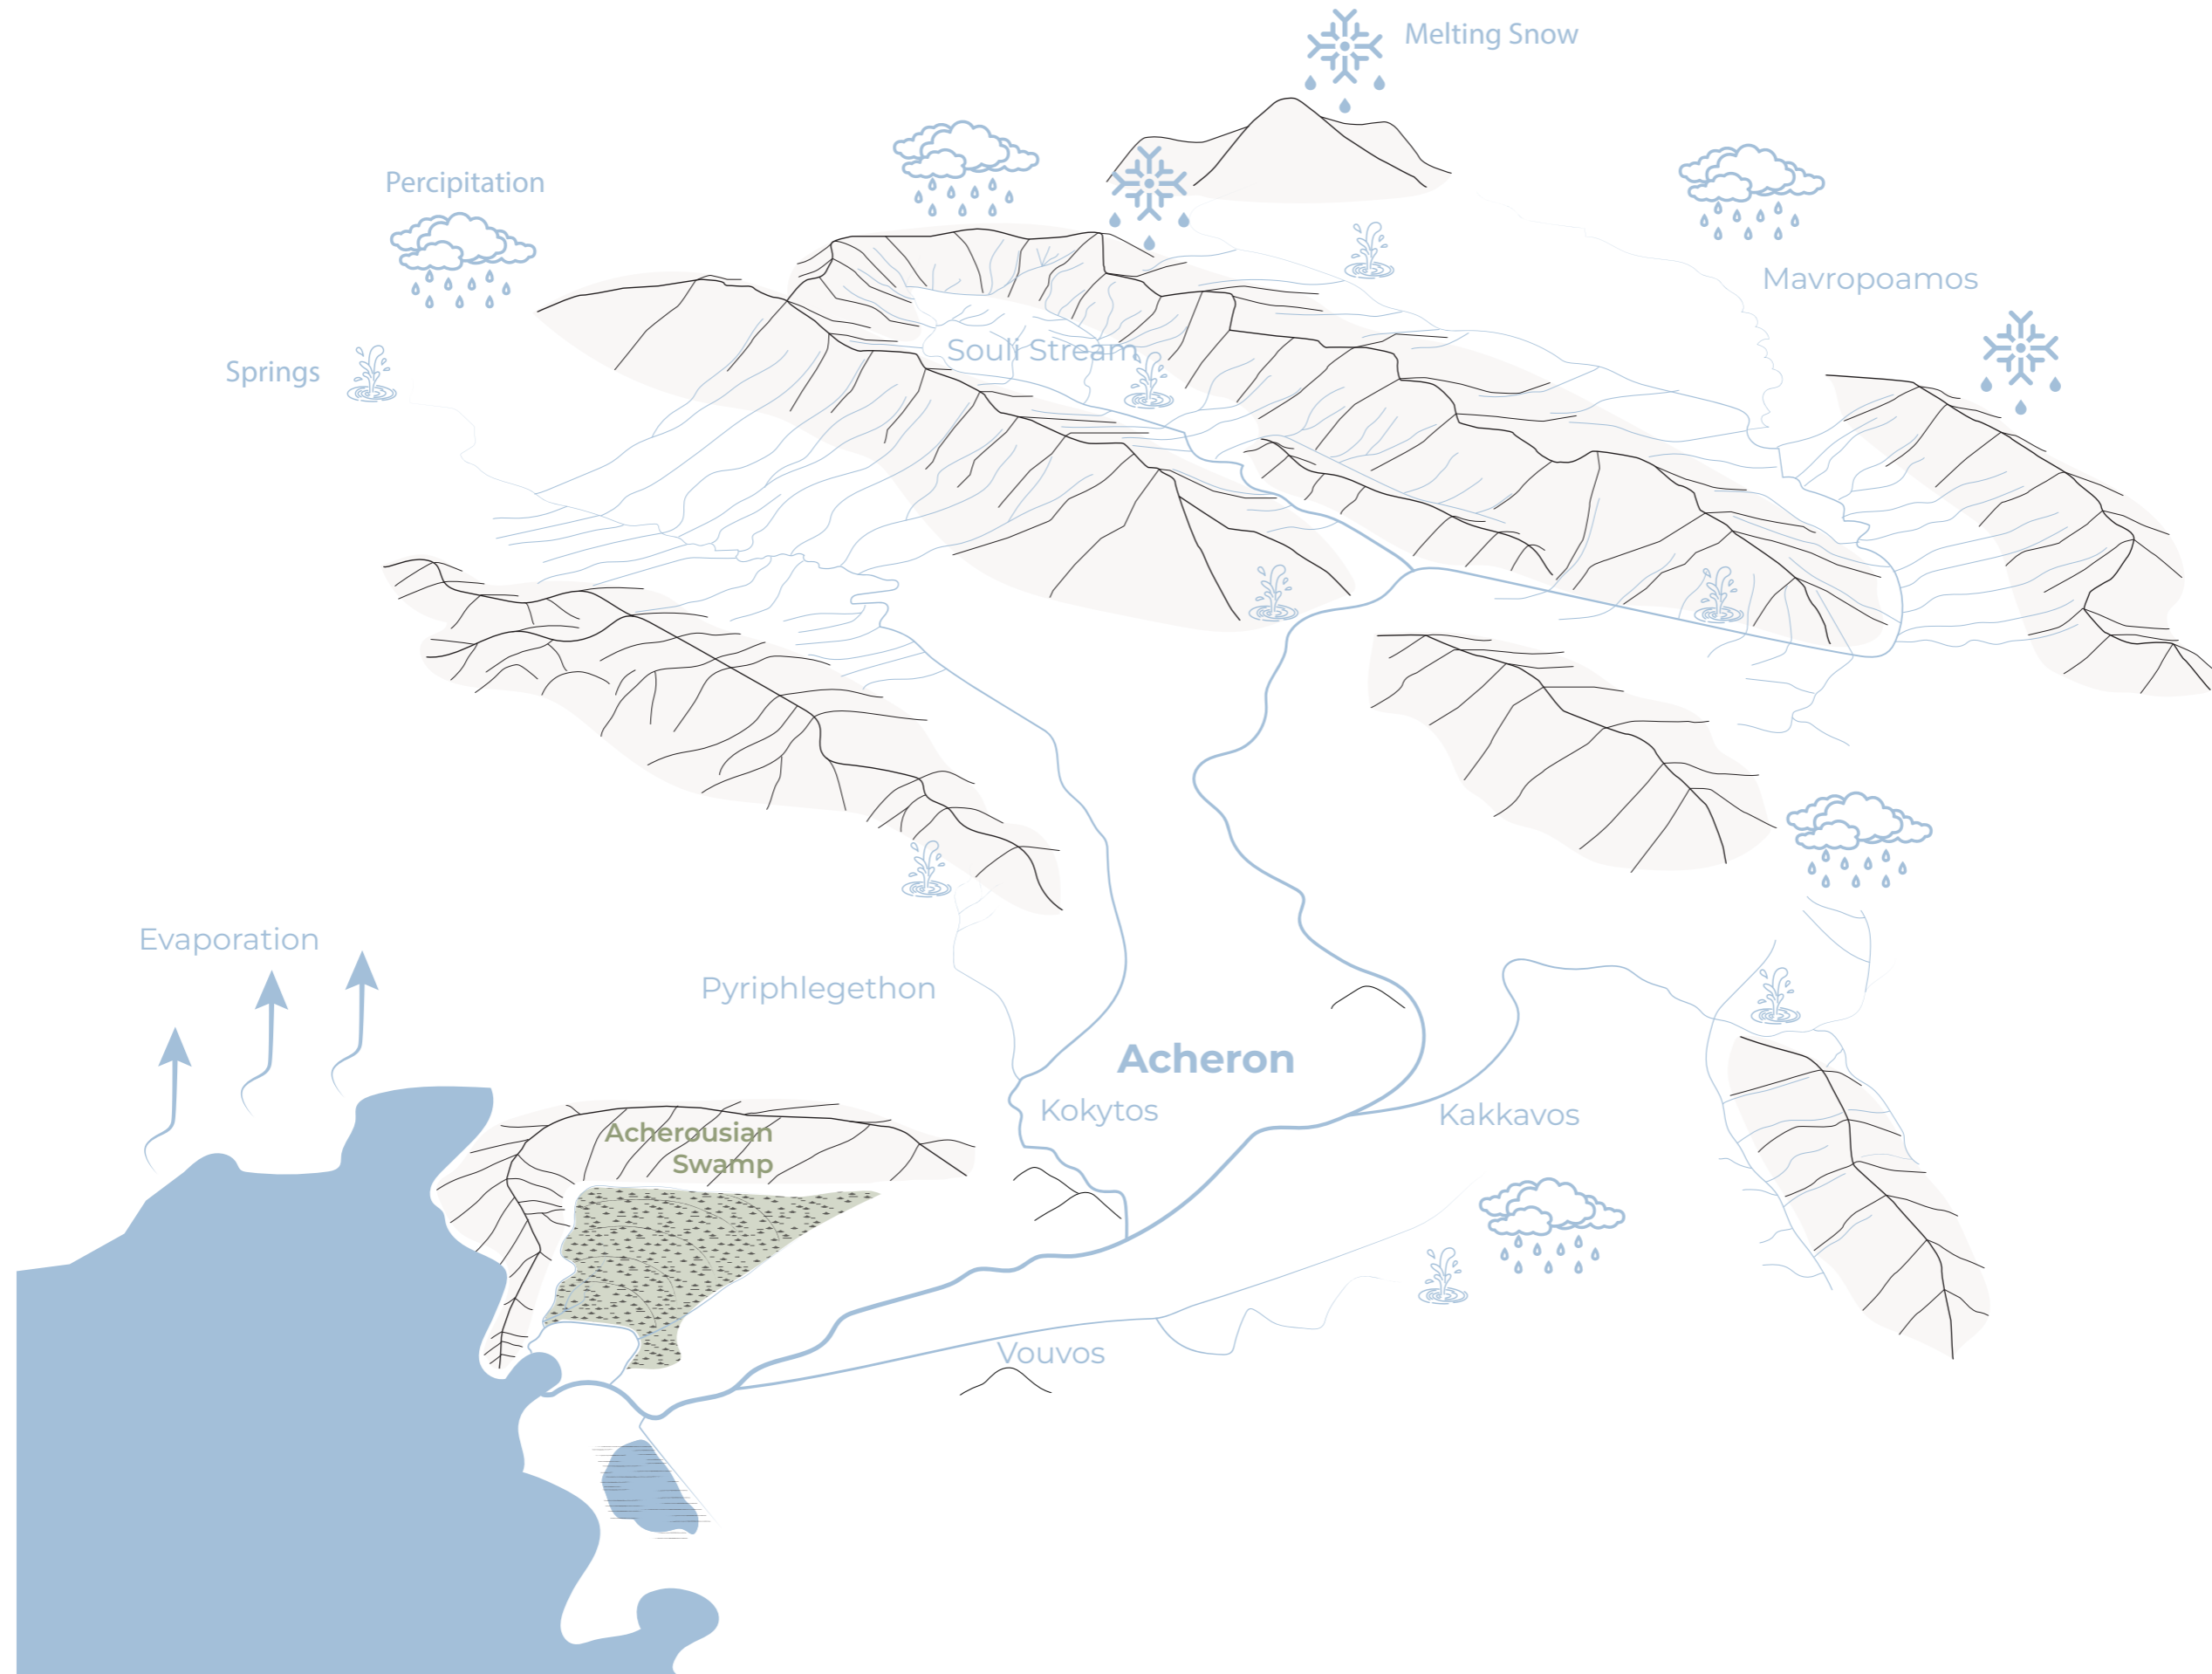 Melting Snow
Percipitation
Mavropoamos
Souli Stream
Springs
Evaporation
Pyriphlegethon
Acheron
Kokytos
Kakkavos
Acherousian
Swamp
Vouvos